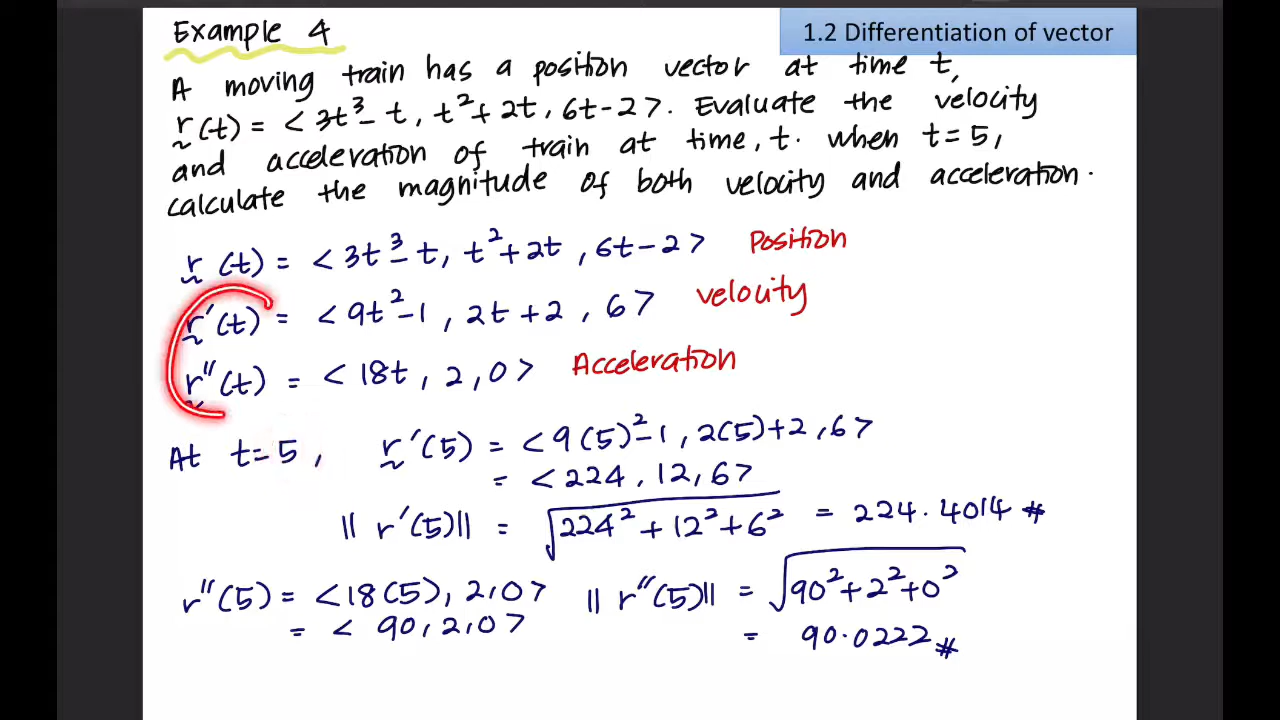 Example 4
1.2 Differentiation of vector
A moving train has a position vector at time t,
r(t) = <3t³ - t, t² + 2t, 6t - 2>. Evaluate the velocity
and acceleration of train at time, t. when t = 5,
calculate the magnitude of both velocity and acceleration.
r(t) = <3t³ - t, t² + 2t, 6t - 2> Position
r'(t) = <9t² - 1, 2t + 2, 6> velocity
r''(t) = <18t, 2, 0> Acceleration
At t = 5, r'(5) = <9(5)² - 1, 2(5) + 2, 6>
= <224, 12, 6>
|| r'(5) || = √224² + 12² + 6² = 224.4014 #
r''(5) = <18(5), 2, 0> || r''(5) || = √90² + 2² + 0²
= <90, 2, 0> = 90.0222 #